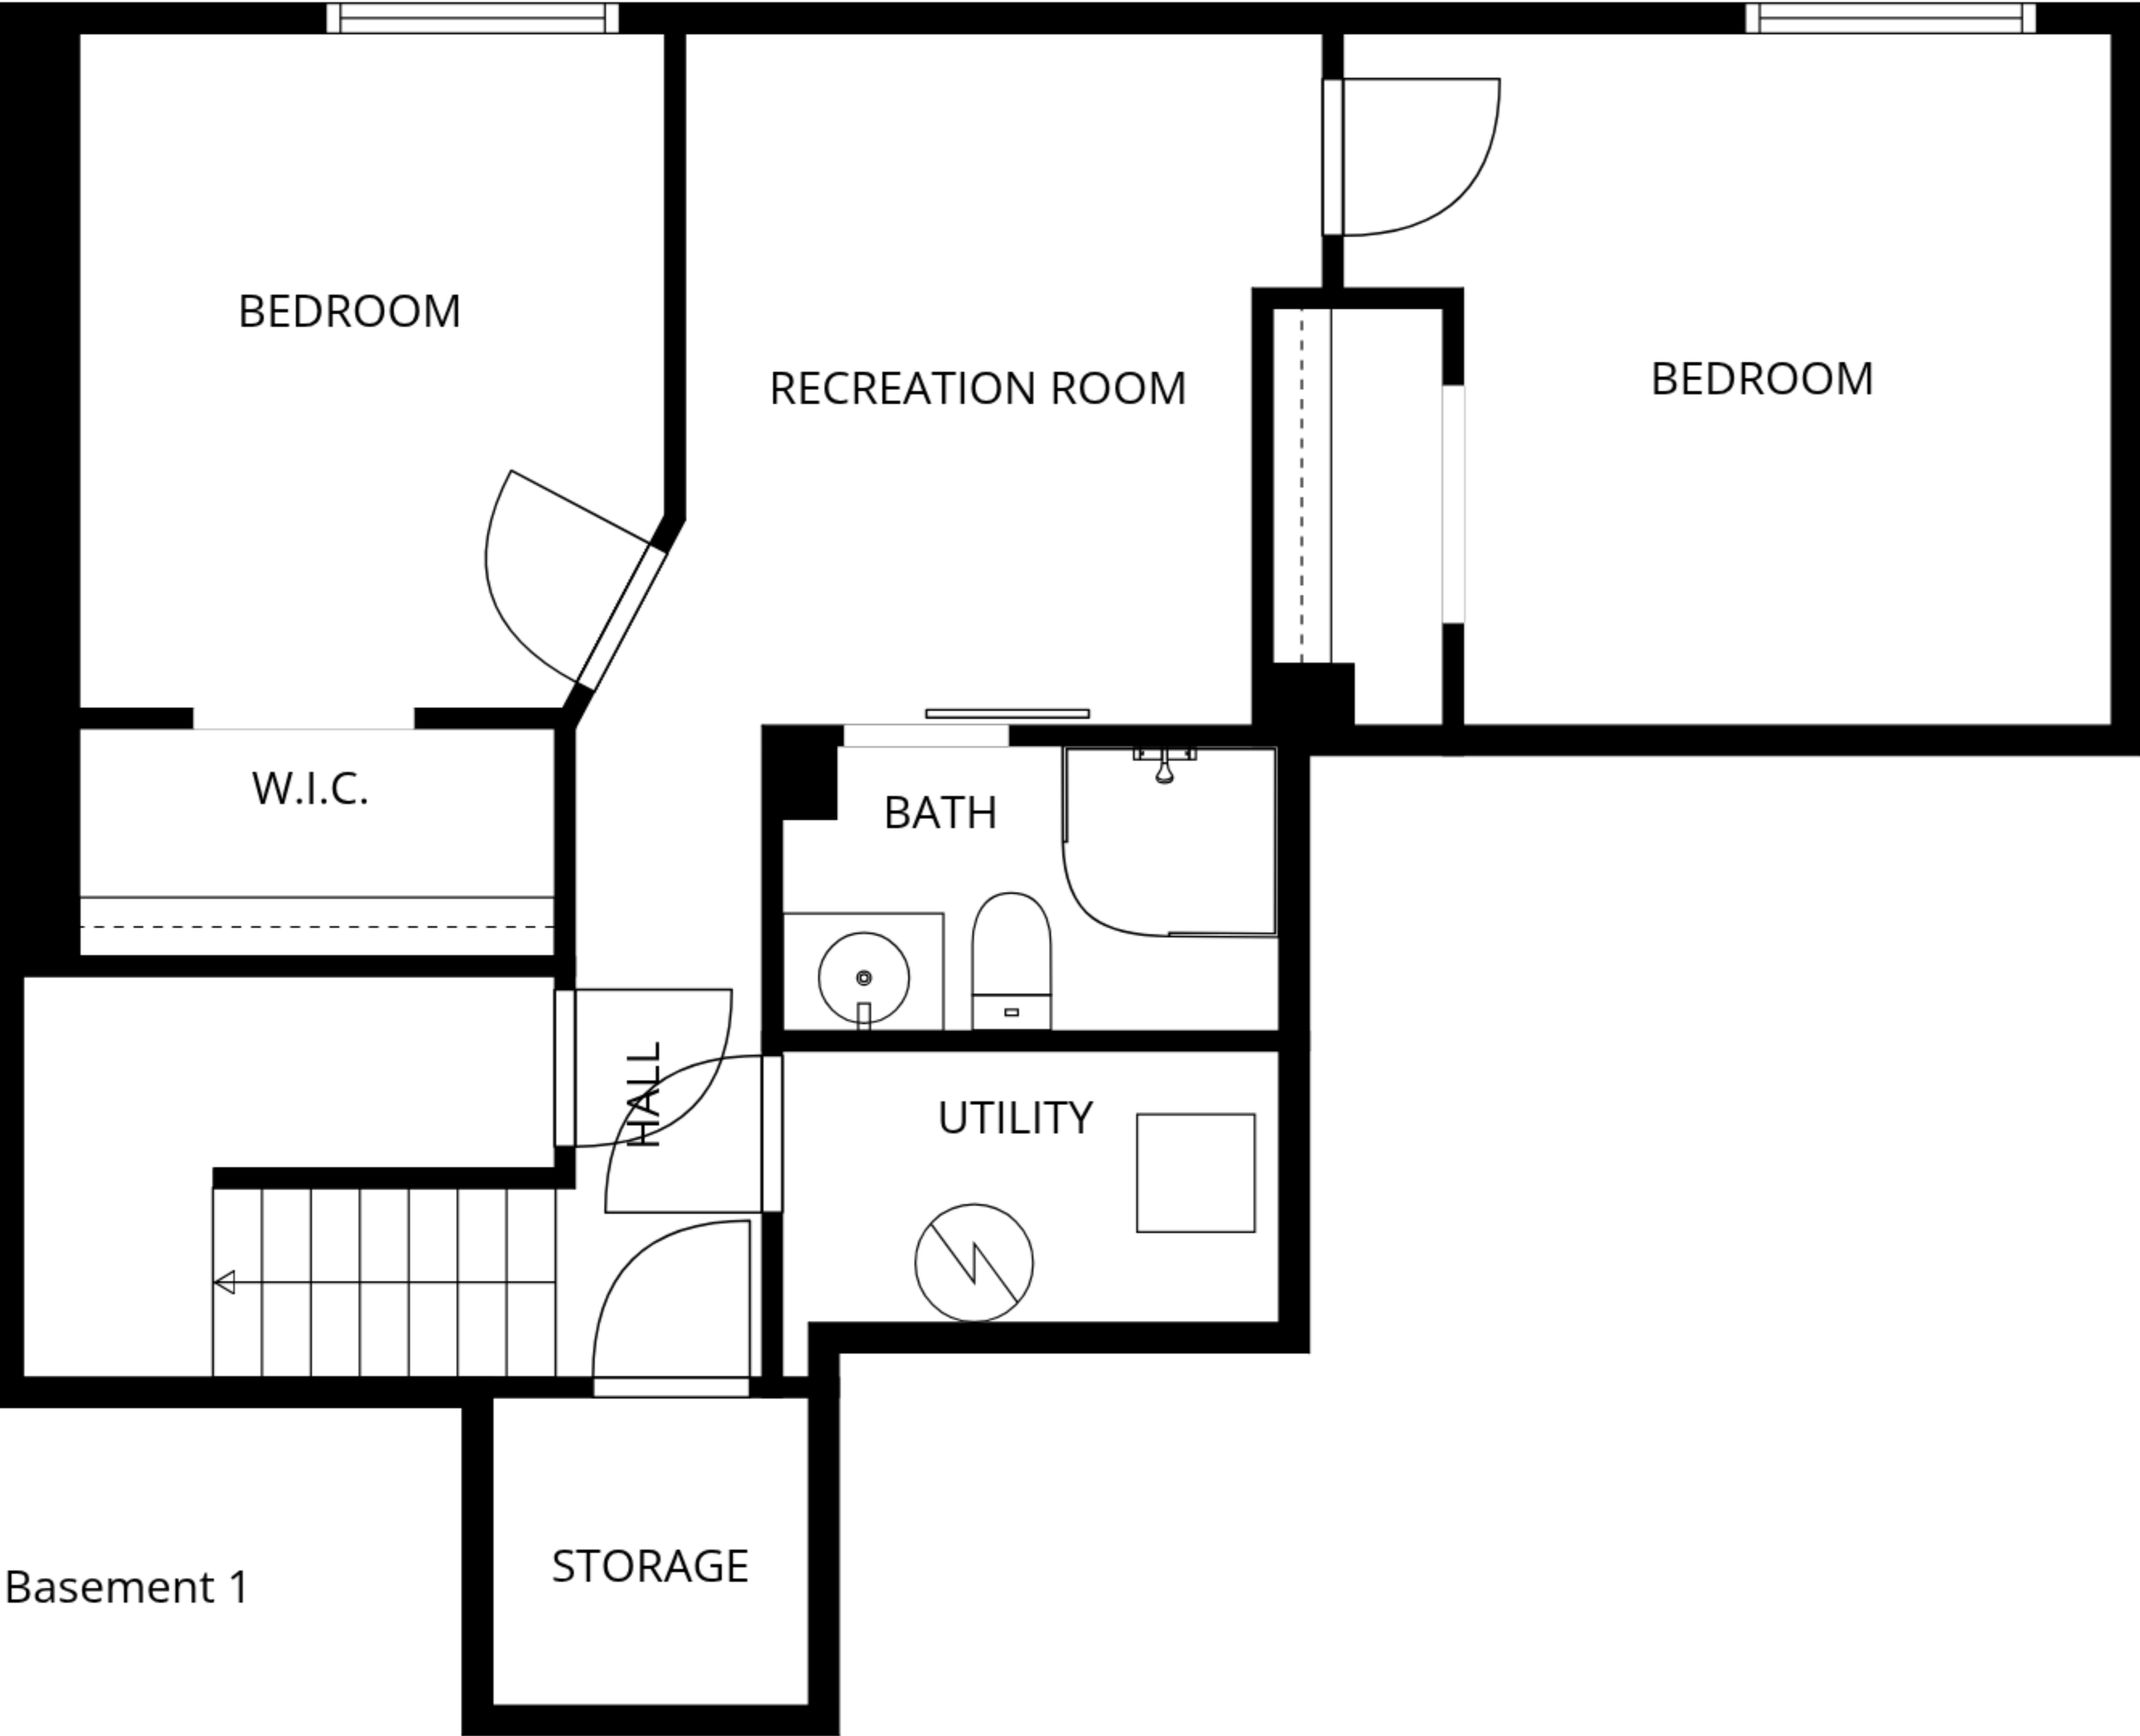 BEDROOM
RECREATION ROOM
BEDROOM
W.I.C.
BATH
HALL
UTILITY
STORAGE
Basement 1